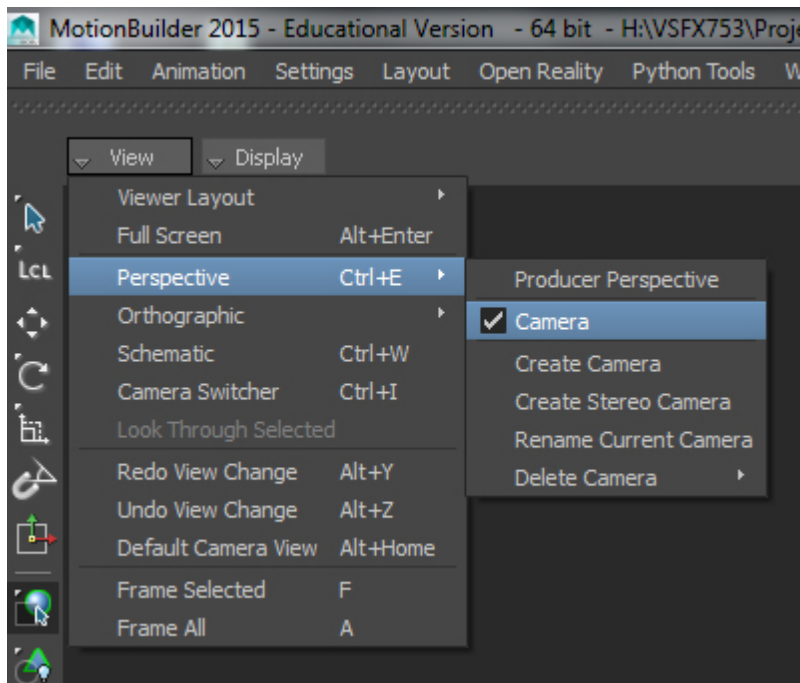 MotionBuilder 2015 - Educational Version - 64 bit - H:\VSFX753\Proje
File Edit Animation Settings Layout Open Reality Python Tools W
View Display
Viewer Layout
Full Screen Alt+Enter
Perspective Ctrl+E
Orthographic
Schematic Ctrl+W
Camera Switcher Ctrl+I
Look Through Selected
Redo View Change Alt+Y
Undo View Change Alt+Z
Default Camera View Alt+Home
Frame Selected F
Frame All A
Producer Perspective
Camera
Create Camera
Create Stereo Camera
Rename Current Camera
Delete Camera
LCL